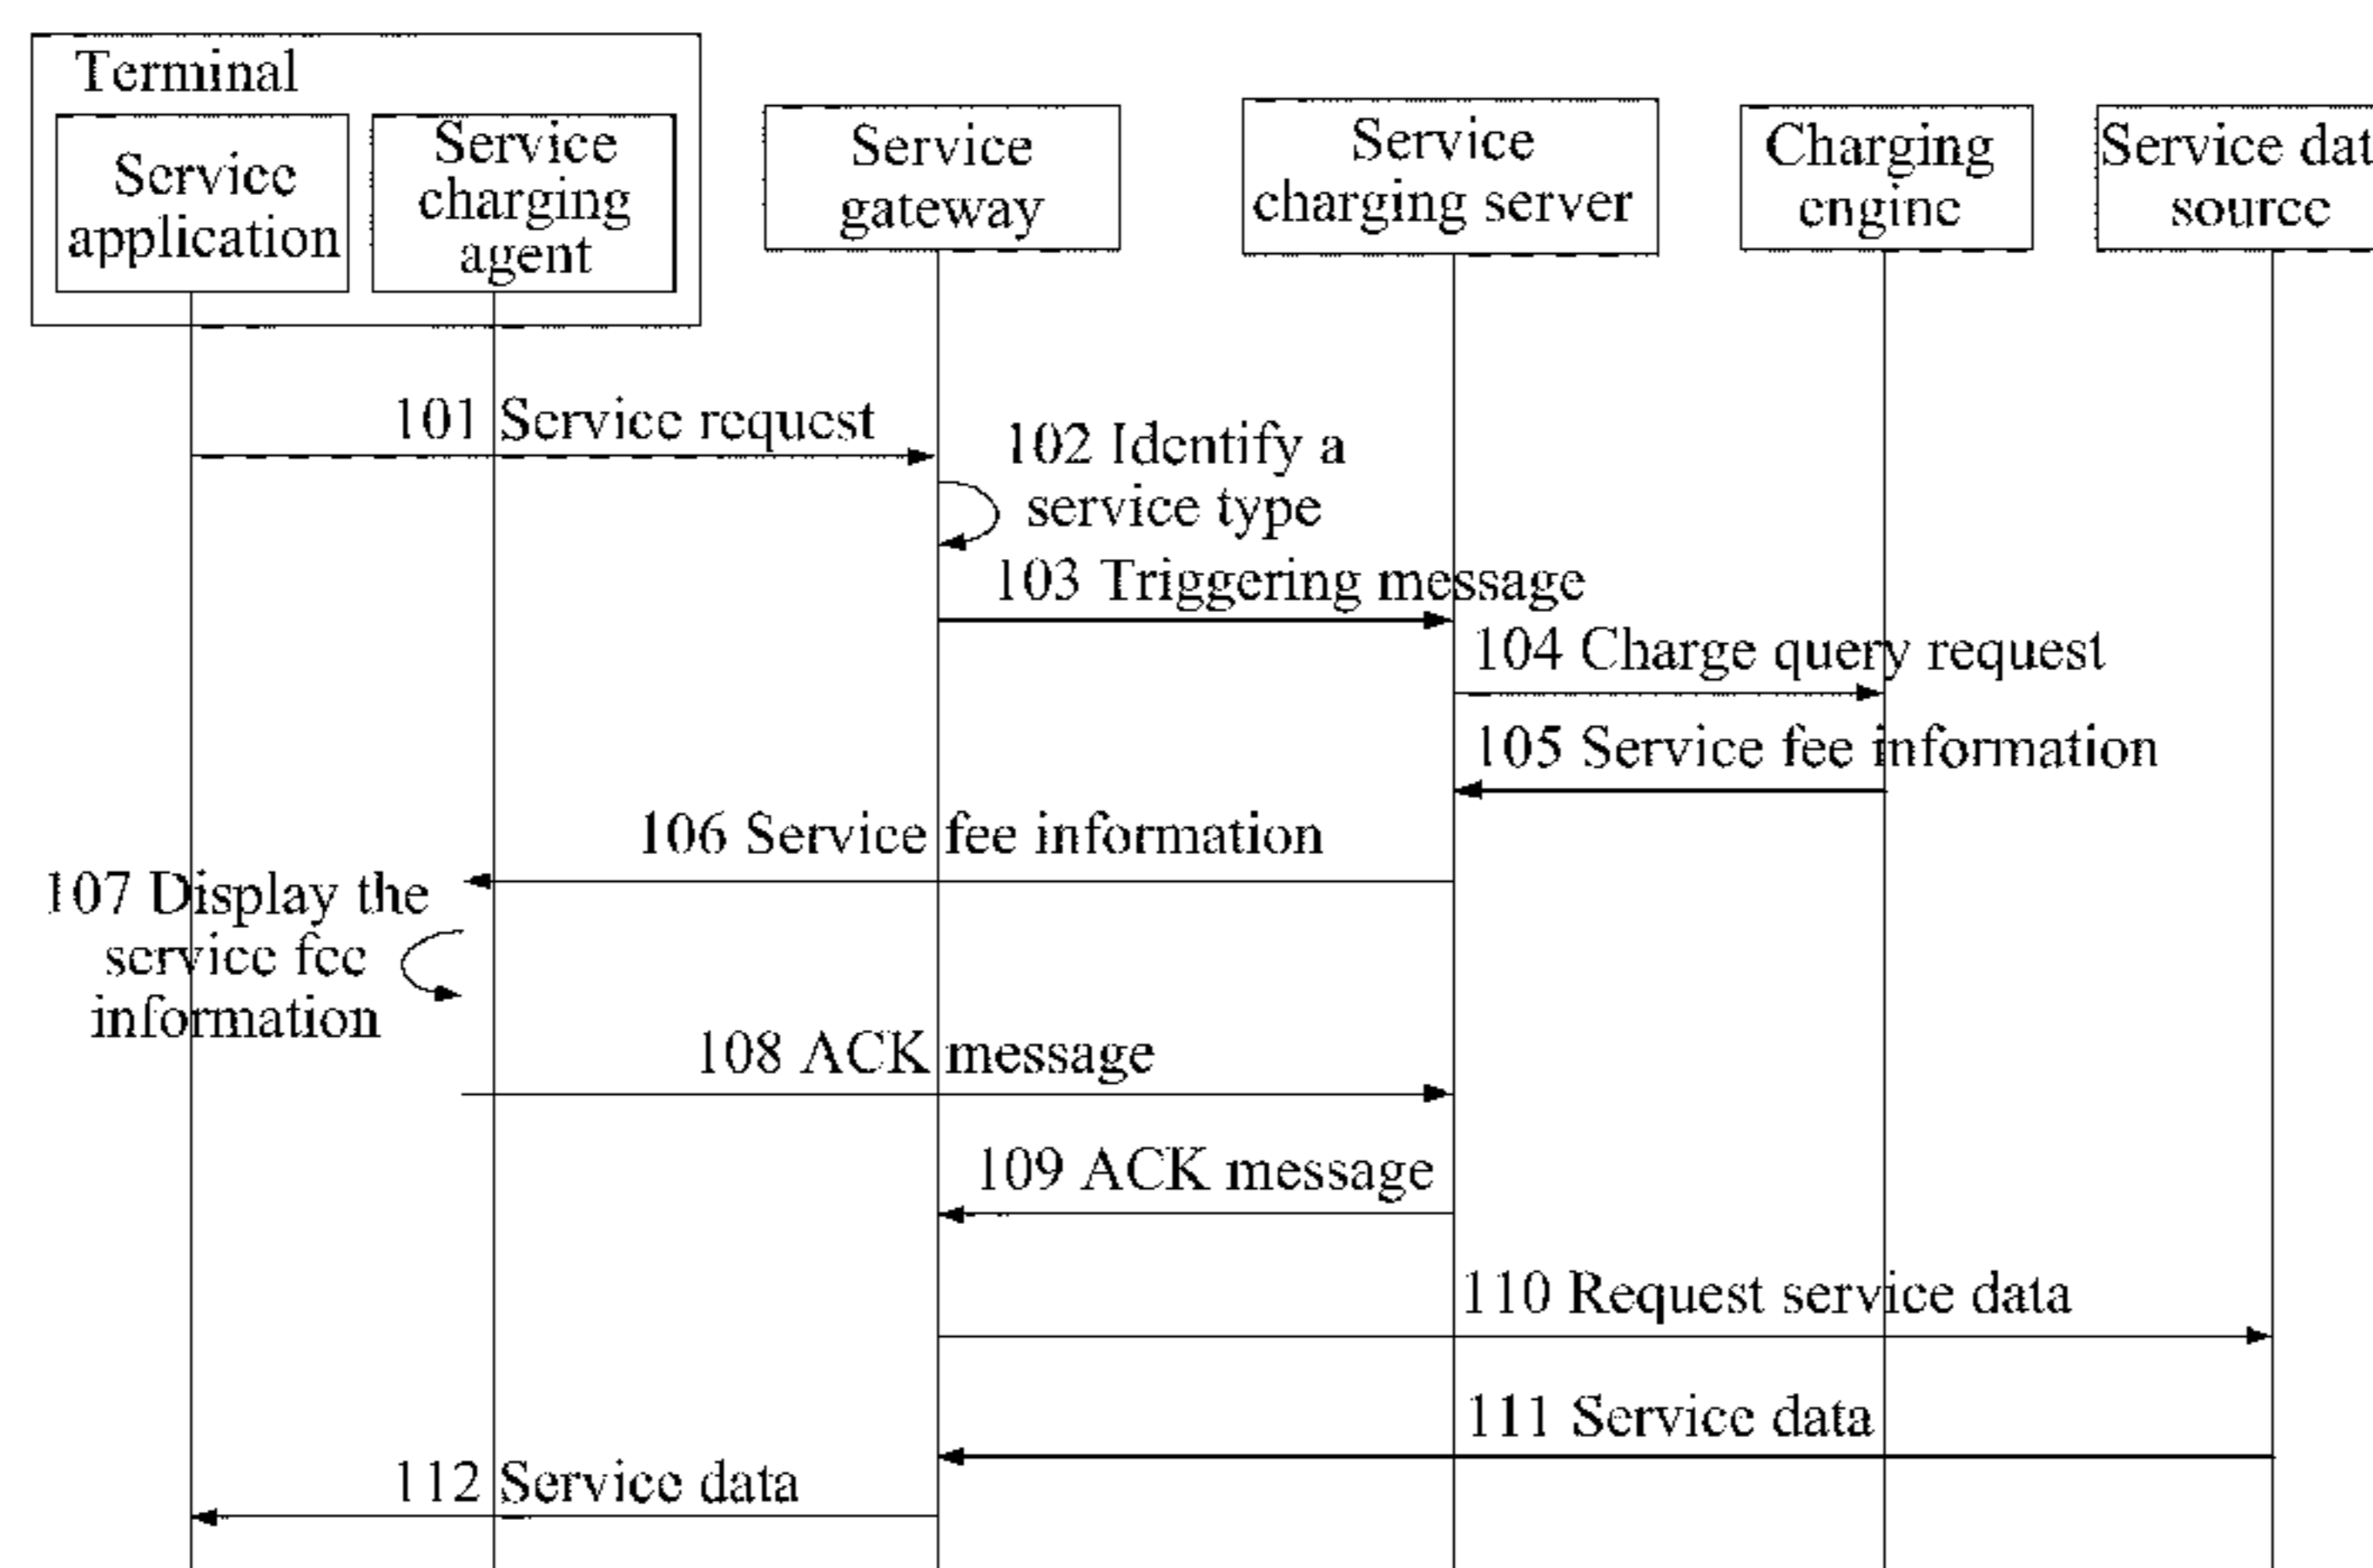 Terminal
Service
application
Service
charging
agent
Service
gateway
Service
charging server
Charging
engine
Service dat
source
101 Service request
102 Identify a
service type
103 Triggering message
104 Charge query request
105 Service fee information
106 Service fee information
107 Display the
service fee
information
108 ACK message
109 ACK message
110 Request service data
111 Service data
112 Service data